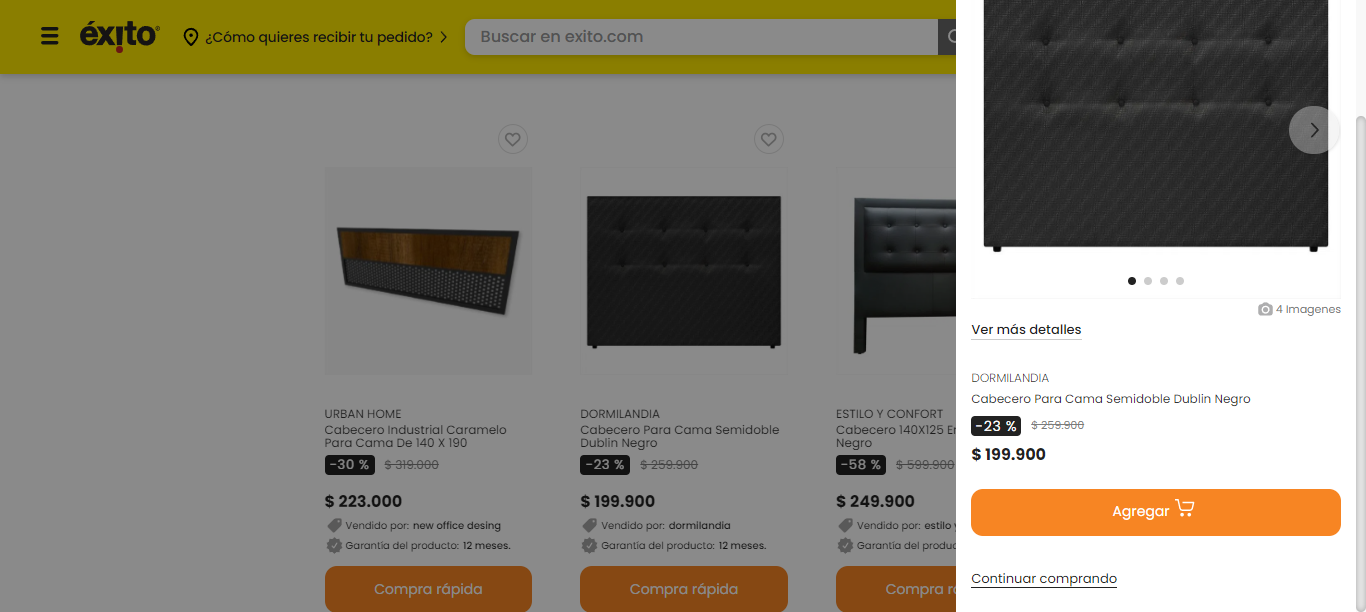 éxito
¿Cómo quieres recibir tu pedido?
Buscar en exito.com
URBAN HOME
Cabecero Industrial Caramelo
Para Cama De 140 X 190
-30 % $ 319.000
$ 223.000
Vendido por: new office desing
Garantía del producto: 12 meses.
Compra rápida
DORMILANDIA
Cabecero Para Cama Semidoble
Dublin Negro
-23 % $ 259.900
$ 199.900
Vendido por: dormilandia
Garantía del producto: 12 meses.
Compra rápida
ESTILO Y CONFORT
Cabecero 140X125 E
Negro
-58 % $ 599.900
$ 249.900
Vendido por: estilo
Garantía del produc
Compra r
4 Imagenes
Ver más detalles
DORMILANDIA
Cabecero Para Cama Semidoble Dublin Negro
-23 % $ 259.900
$ 199.900
Agregar
Continuar comprando